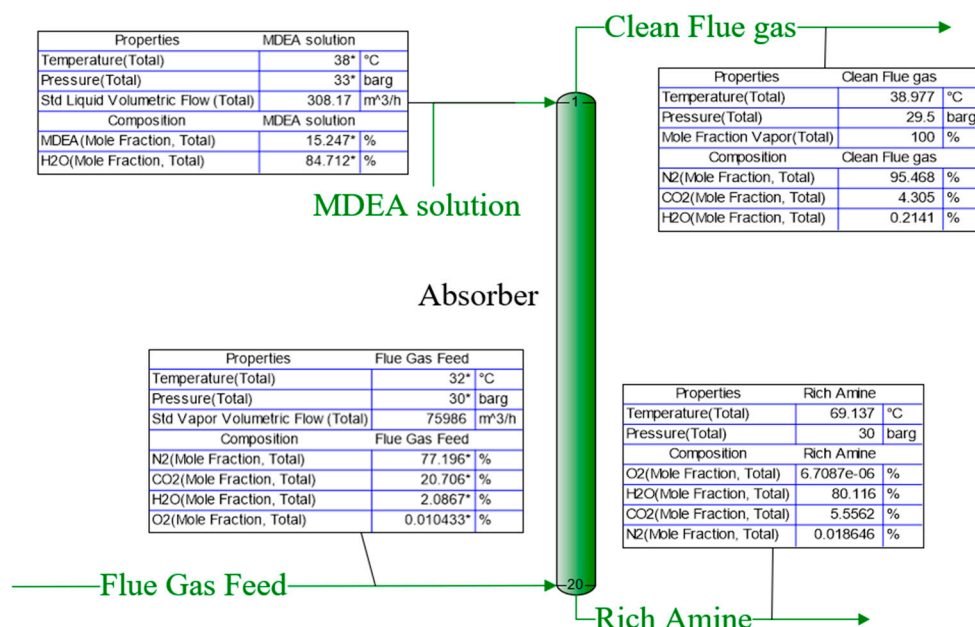 Clean Flue gas
Properties MDEA solution
Temperature(Total) 38* °C
Pressure(Total) 33* barg
Std Liquid Volumetric Flow (Total) 308.17 m^3/h
Composition MDEA solution
MDEA(Mole Fraction, Total) 15.247* %
H2O(Mole Fraction, Total) 84.712* %
Properties Clean Flue gas
Temperature(Total) 38.977 °C
Pressure(Total) 29.5 barg
Mole Fraction Vapor(Total) 100 %
Composition Clean Flue gas
N2(Mole Fraction, Total) 95.468 %
CO2(Mole Fraction, Total) 4.305 %
H2O(Mole Fraction, Total) 0.2141 %
1
MDEA solution
Absorber
Properties Flue Gas Feed
Temperature(Total) 32* °C
Pressure(Total) 30* barg
Std Vapor Volumetric Flow (Total) 75986 m^3/h
Composition Flue Gas Feed
N2(Mole Fraction, Total) 77.196* %
CO2(Mole Fraction, Total) 20.706* %
H2O(Mole Fraction, Total) 2.0867* %
O2(Mole Fraction, Total) 0.010433* %
Properties Rich Amine
Temperature(Total) 69.137 °C
Pressure(Total) 30 barg
Composition Rich Amine
O2(Mole Fraction, Total) 6.7087e-06 %
H2O(Mole Fraction, Total) 80.116 %
CO2(Mole Fraction, Total) 5.5562 %
N2(Mole Fraction, Total) 0.018646 %
Flue Gas Feed
20
Rich Amine